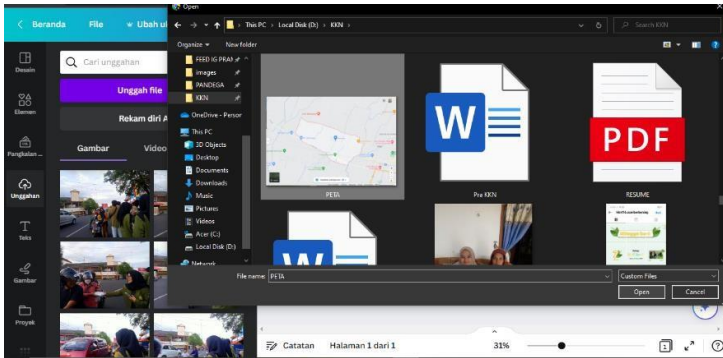 Open
Beranda
File
Ubah ul
This PC
Local Disk (D:)
KKN
Search KKN
Organize
New folder
Desain
Elemen
Pangkalan ...
Unggahan
Teks
Gambar
Proyek
Cari unggahan
Unggah file
Rekam diri A
Gambar
Video
FEED IG PRAM
images
PANDEGA
KKN
OneDrive - Person
This PC
3D Objects
Desktop
Documents
Downloads
Music
Pictures
Videos
Acer (C:)
Local Disk (D:)
Network
W
PDF
PETA
Pre KKN
RESUME
W
File name:
PETA
Custom Files
Open
Cancel
Catatan
Halaman 1 dari 1
31%
1